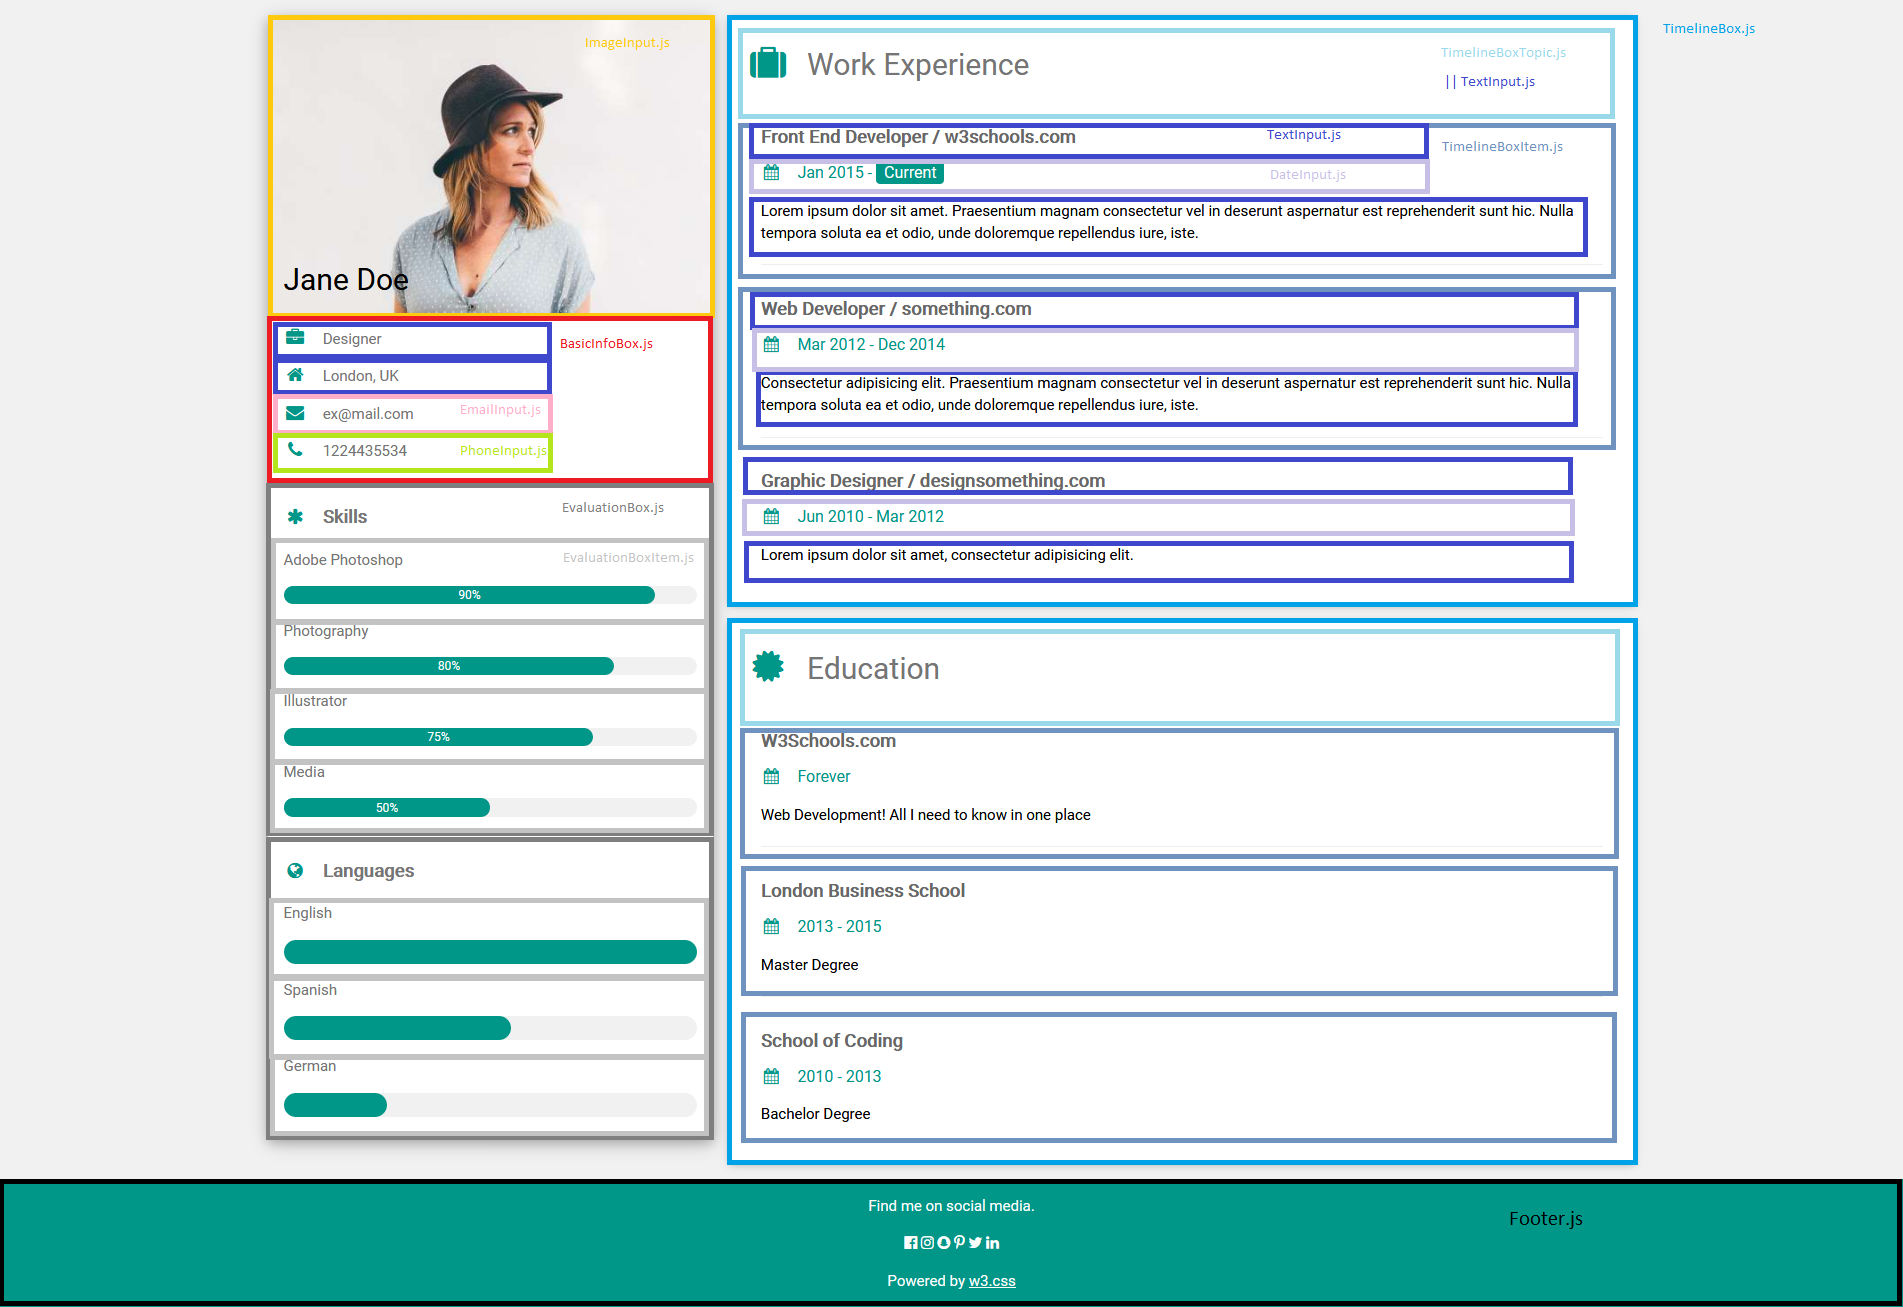 ImageInput.js
Jane Doe
Designer
BasicInfoBox.js
London, UK
ex@mail.com EmailInput.js
1224435534 PhoneInput.js
Skills EvaluationBox.js
Adobe Photoshop EvaluationBoxItem.js
90%
Photography
80%
Illustrator
75%
Media
50%
Languages
English
Spanish
German
TimelineBox.js
Work Experience TimelineBoxTopic.js
|| TextInput.js
Front End Developer / w3schools.com TextInput.js
TimelineBoxItem.js
Jan 2015 - Current DateInput.js
Lorem ipsum dolor sit amet. Praesentium magnam consectetur vel in deserunt aspernatur est reprehenderit sunt hic. Nulla
tempora soluta ea et odio, unde doloremque repellendus iure, iste.
Web Developer / something.com
Mar 2012 - Dec 2014
Consectetur adipisicing elit. Praesentium magnam consectetur vel in deserunt aspernatur est reprehenderit sunt hic. Nulla
tempora soluta ea et odio, unde doloremque repellendus iure, iste.
Graphic Designer / designsomething.com
Jun 2010 - Mar 2012
Lorem ipsum dolor sit amet, consectetur adipisicing elit.
Education
W3Schools.com
Forever
Web Development! All I need to know in one place
London Business School
2013 - 2015
Master Degree
School of Coding
2010 - 2013
Bachelor Degree
Find me on social media.
Footer.js
Powered by w3.css